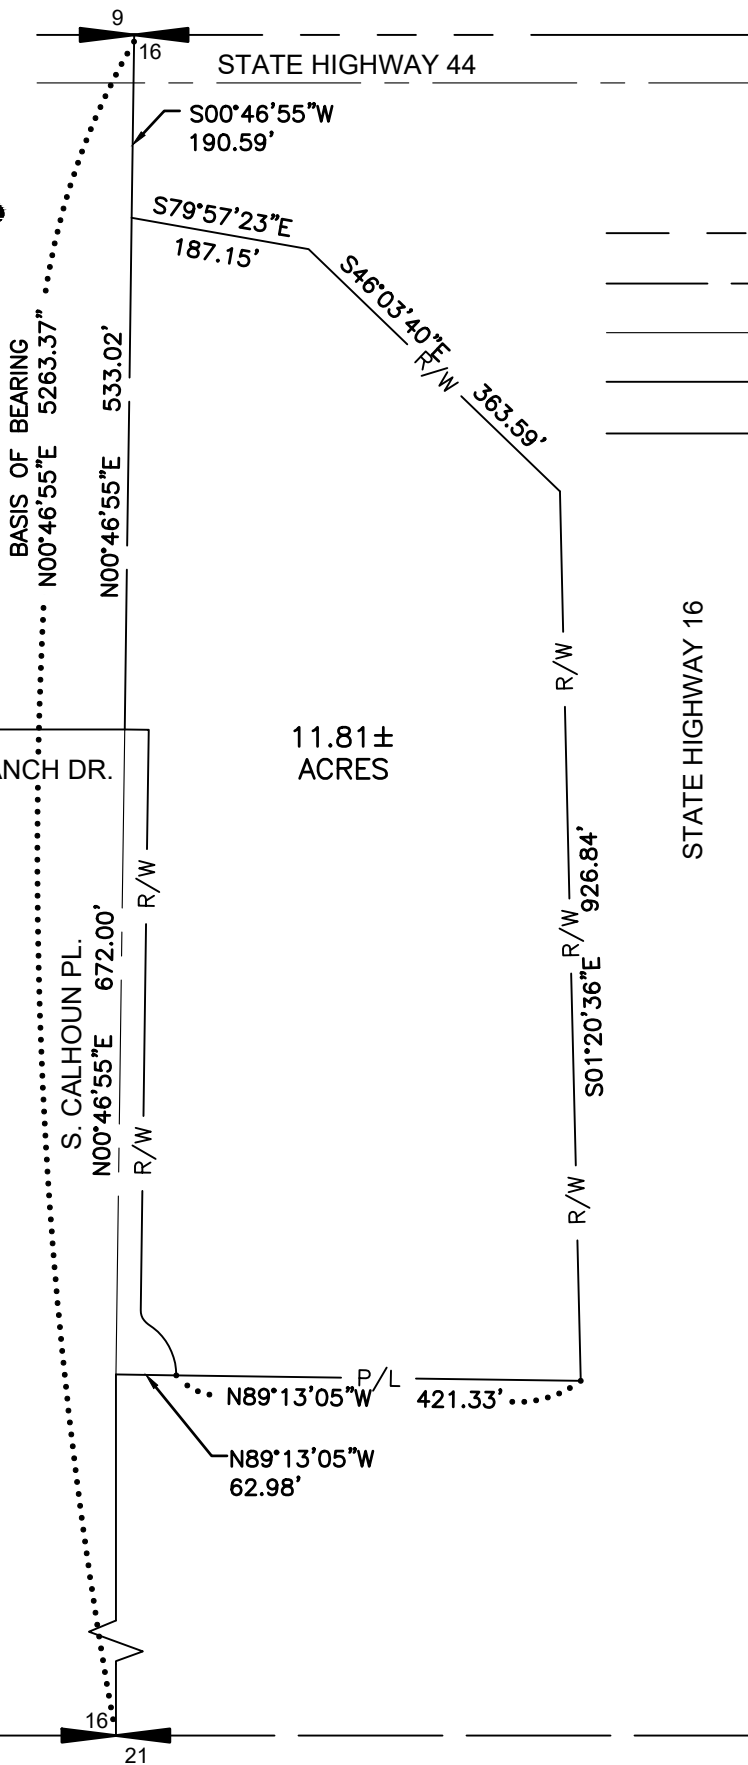 9
16
STATE HIGHWAY 44
S00°46'55"W
190.59'
S79°57'23"E
187.15'
S46°03'40"E 363.59'
R/W
BASIS OF BEARING
N00°46'55"E 5263.37"
N00°46'55"E 533.02'
R/W
STATE HIGHWAY 16
11.81±
ACRES
ANCH DR.
R/W
R/W
S01°20'36"E 926.84'
S. CALHOUN PL.
N00°46'55"E 672.00'
R/W
R/W
P/L
N89°13'05"W 421.33'
N89°13'05"W
62.98'
16
21